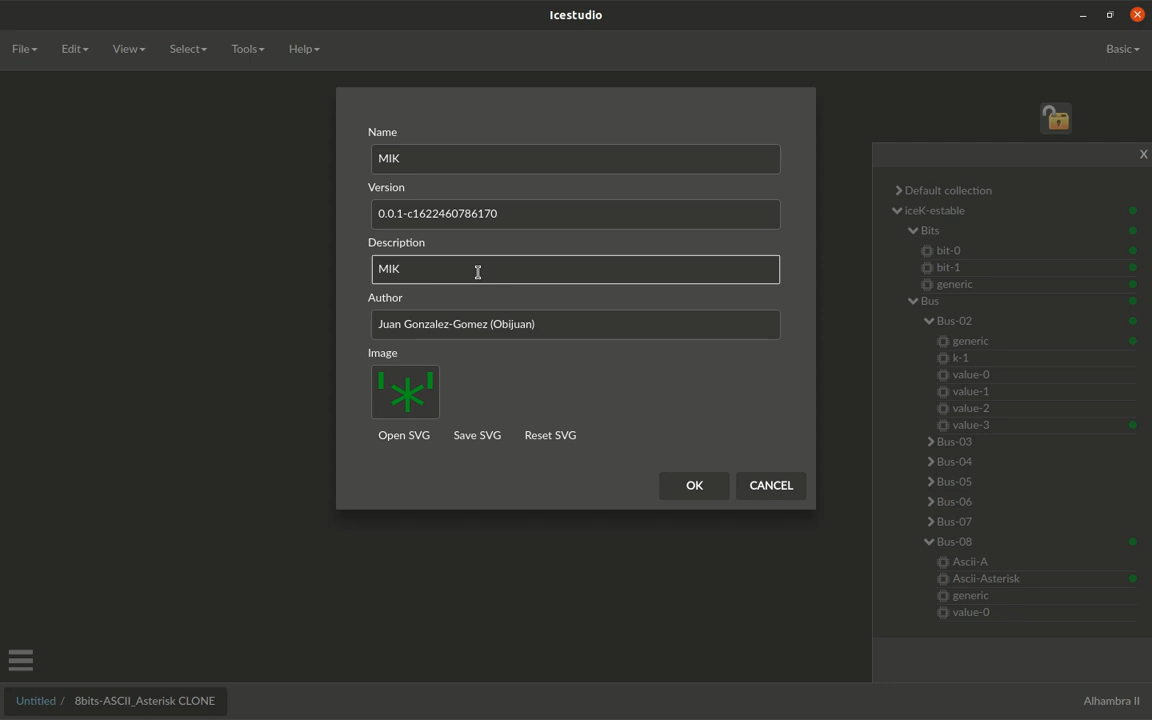 Icestudio
File Edit View Select Tools Help Basic
Name
MIK
Version
0.0.1-c1622460786170
Description
MIK
Author
Juan Gonzalez-Gomez (Obijuan)
Image
'*'
Open SVG Save SVG Reset SVG
OK CANCEL
X
Default collection
iceK-estable
Bits
bit-0
bit-1
generic
Bus
Bus-02
generic
k-1
value-0
value-1
value-2
value-3
Bus-03
Bus-04
Bus-05
Bus-06
Bus-07
Bus-08
Ascii-A
Ascii-Asterisk
generic
value-0
Untitled / 8bits-ASCII_Asterisk CLONE
Alhambra II